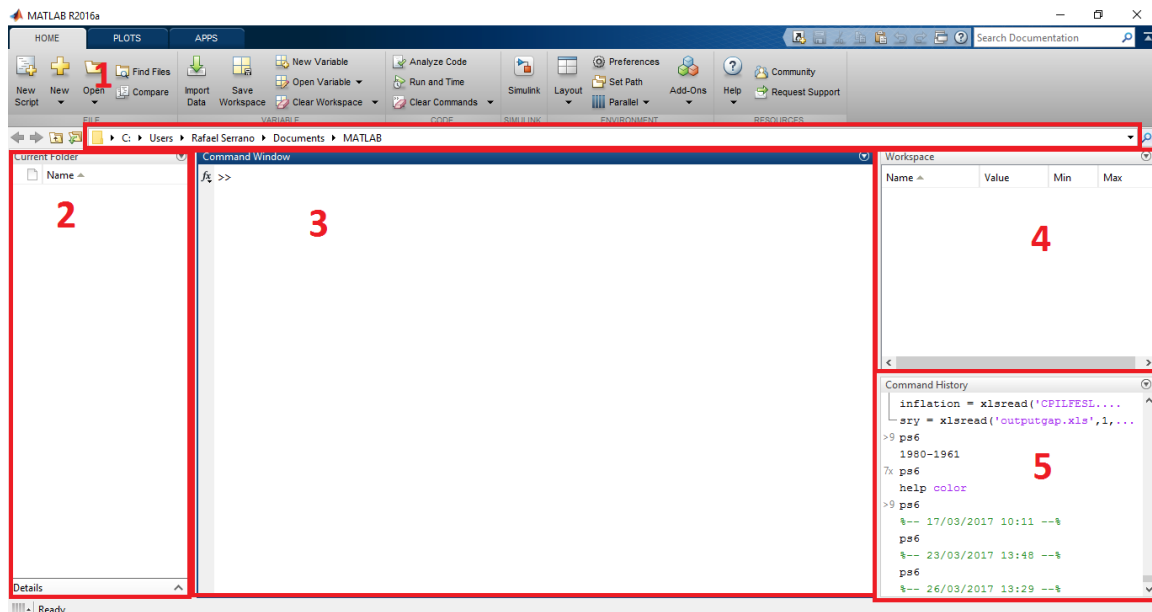 MATLAB R2016a
HOME PLOTS APPS
Search Documentation
1
New Script
New
Open
Find Files
Compare
Import Data
Save Workspace
New Variable
Open Variable
Clear Workspace
Analyze Code
Run and Time
Clear Commands
Simulink
Layout
Preferences
Set Path
Parallel
Add-Ons
Help
Community
Request Support
FILE VARIABLE CODE SIMULINK ENVIRONMENT RESOURCES
C: Users Rafael Serrano Documents MATLAB
Current Folder
Name
2
Details
Command Window
fx >>
3
Workspace
Name Value Min Max
4
Command History
inflation = xlsread('CPILFESL....
sry = xlsread('outputgap.xls',1,...
>9 ps6
1980-1961
7x ps6
help color
>9 ps6
%-- 17/03/2017 10:11 --%
ps6
%-- 23/03/2017 13:48 --%
ps6
%-- 26/03/2017 13:29 --%
5
Ready